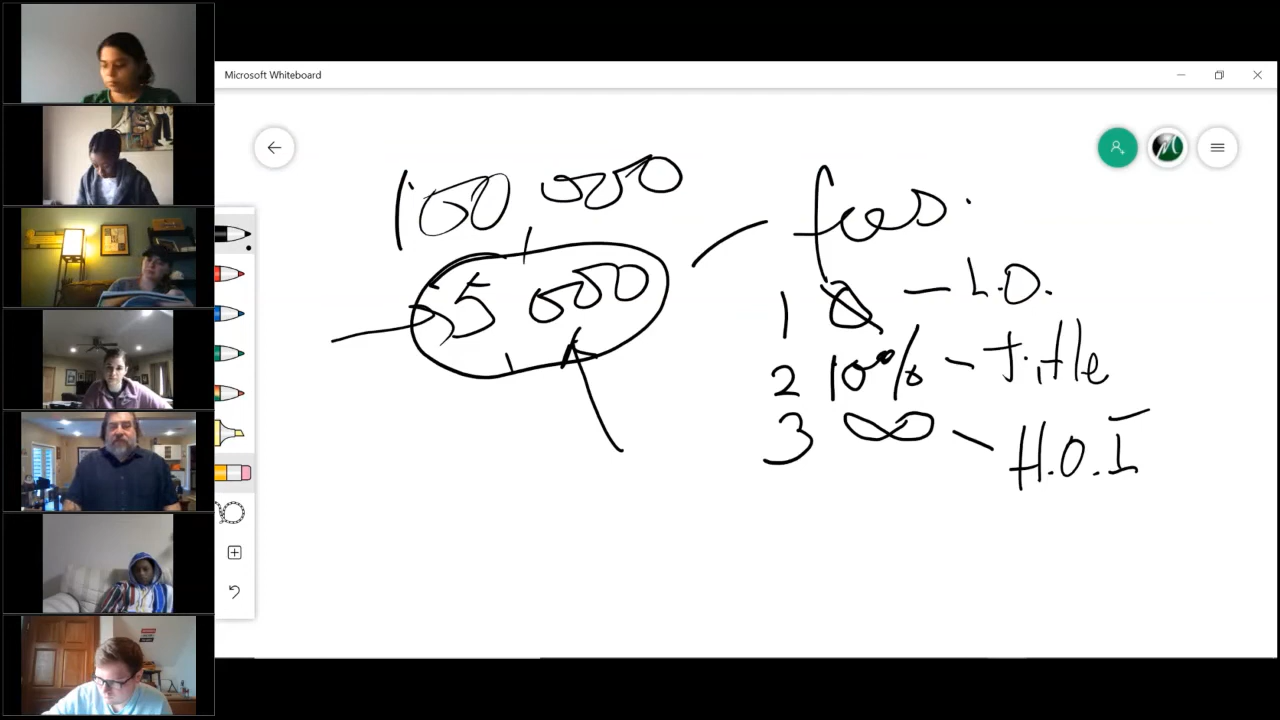 Microsoft Whiteboard
100 000
5 000
fees.
1 0 — L.O.
2 10% — Title
3 ∞ — H.O.I